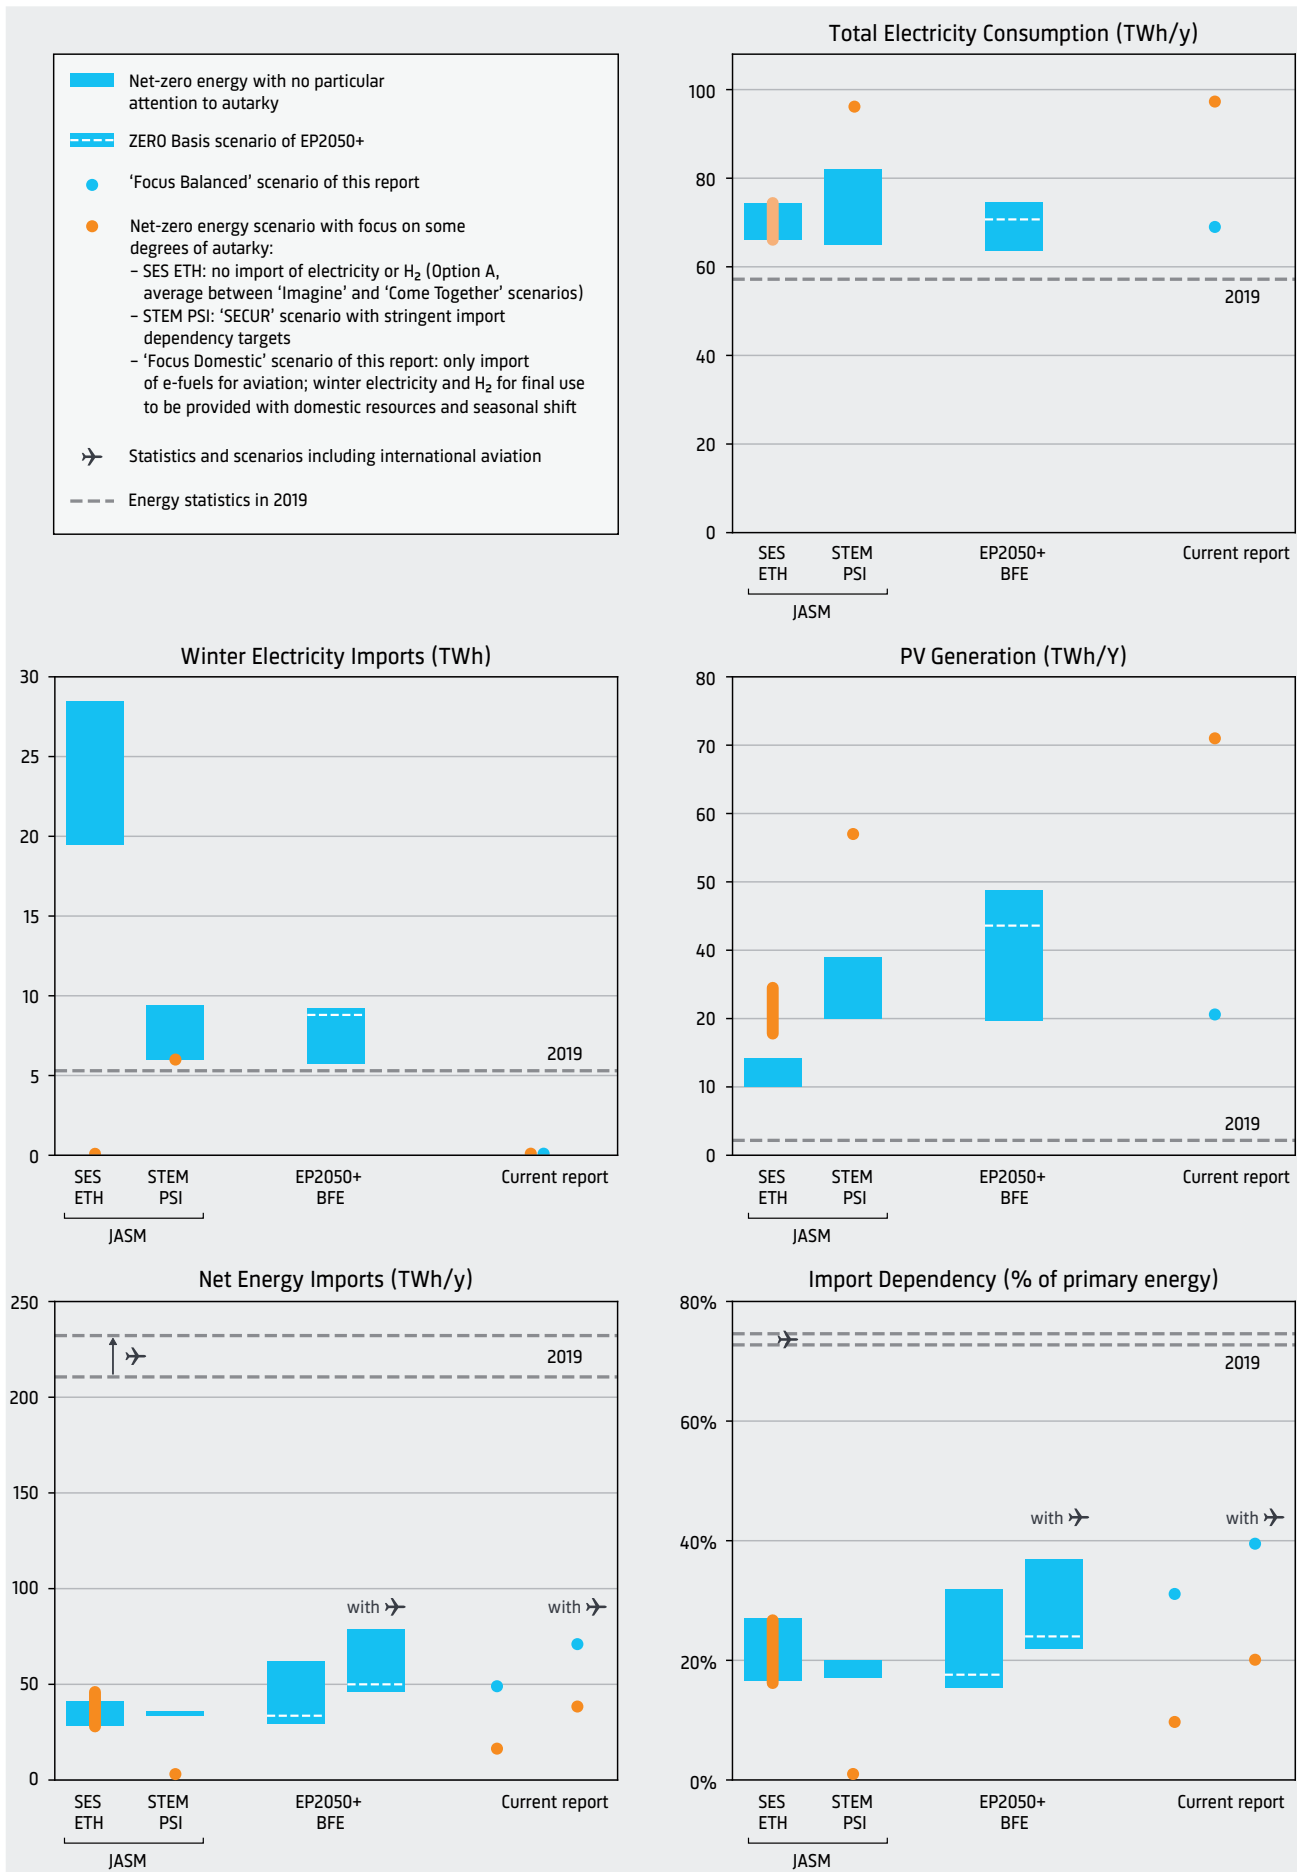 Net-zero energy with no particular
attention to autarky
ZERO Basis scenario of EP2050+
‘Focus Balanced’ scenario of this report
Net-zero energy scenario with focus on some
degrees of autarky:
– SES ETH: no import of electricity or H₂ (Option A,
average between ‘Imagine’ and ‘Come Together’ scenarios)
– STEM PSI: ‘SECUR’ scenario with stringent import
dependency targets
– ‘Focus Domestic’ scenario of this report: only import
of e-fuels for aviation; winter electricity and H₂ for final use
to be provided with domestic resources and seasonal shift
Statistics and scenarios including international aviation
Energy statistics in 2019
Total Electricity Consumption (TWh/y)
100
80
60
2019
40
20
0
SES STEM EP2050+ Current report
ETH PSI BFE
JASM
Winter Electricity Imports (TWh)
30
25
20
15
10
2019
5
0
SES STEM EP2050+ Current report
ETH PSI BFE
JASM
PV Generation (TWh/Y)
80
70
60
50
40
20
10
2019
0
SES STEM EP2050+ Current report
ETH PSI BFE
JASM
Net Energy Imports (TWh/y)
250
2019
200
150
100
with with
50
0
SES STEM EP2050+ Current report
ETH PSI BFE
JASM
Import Dependency (% of primary energy)
80%
2019
60%
with with
40%
20%
0%
SES STEM EP2050+ Current report
ETH PSI BFE
JASM